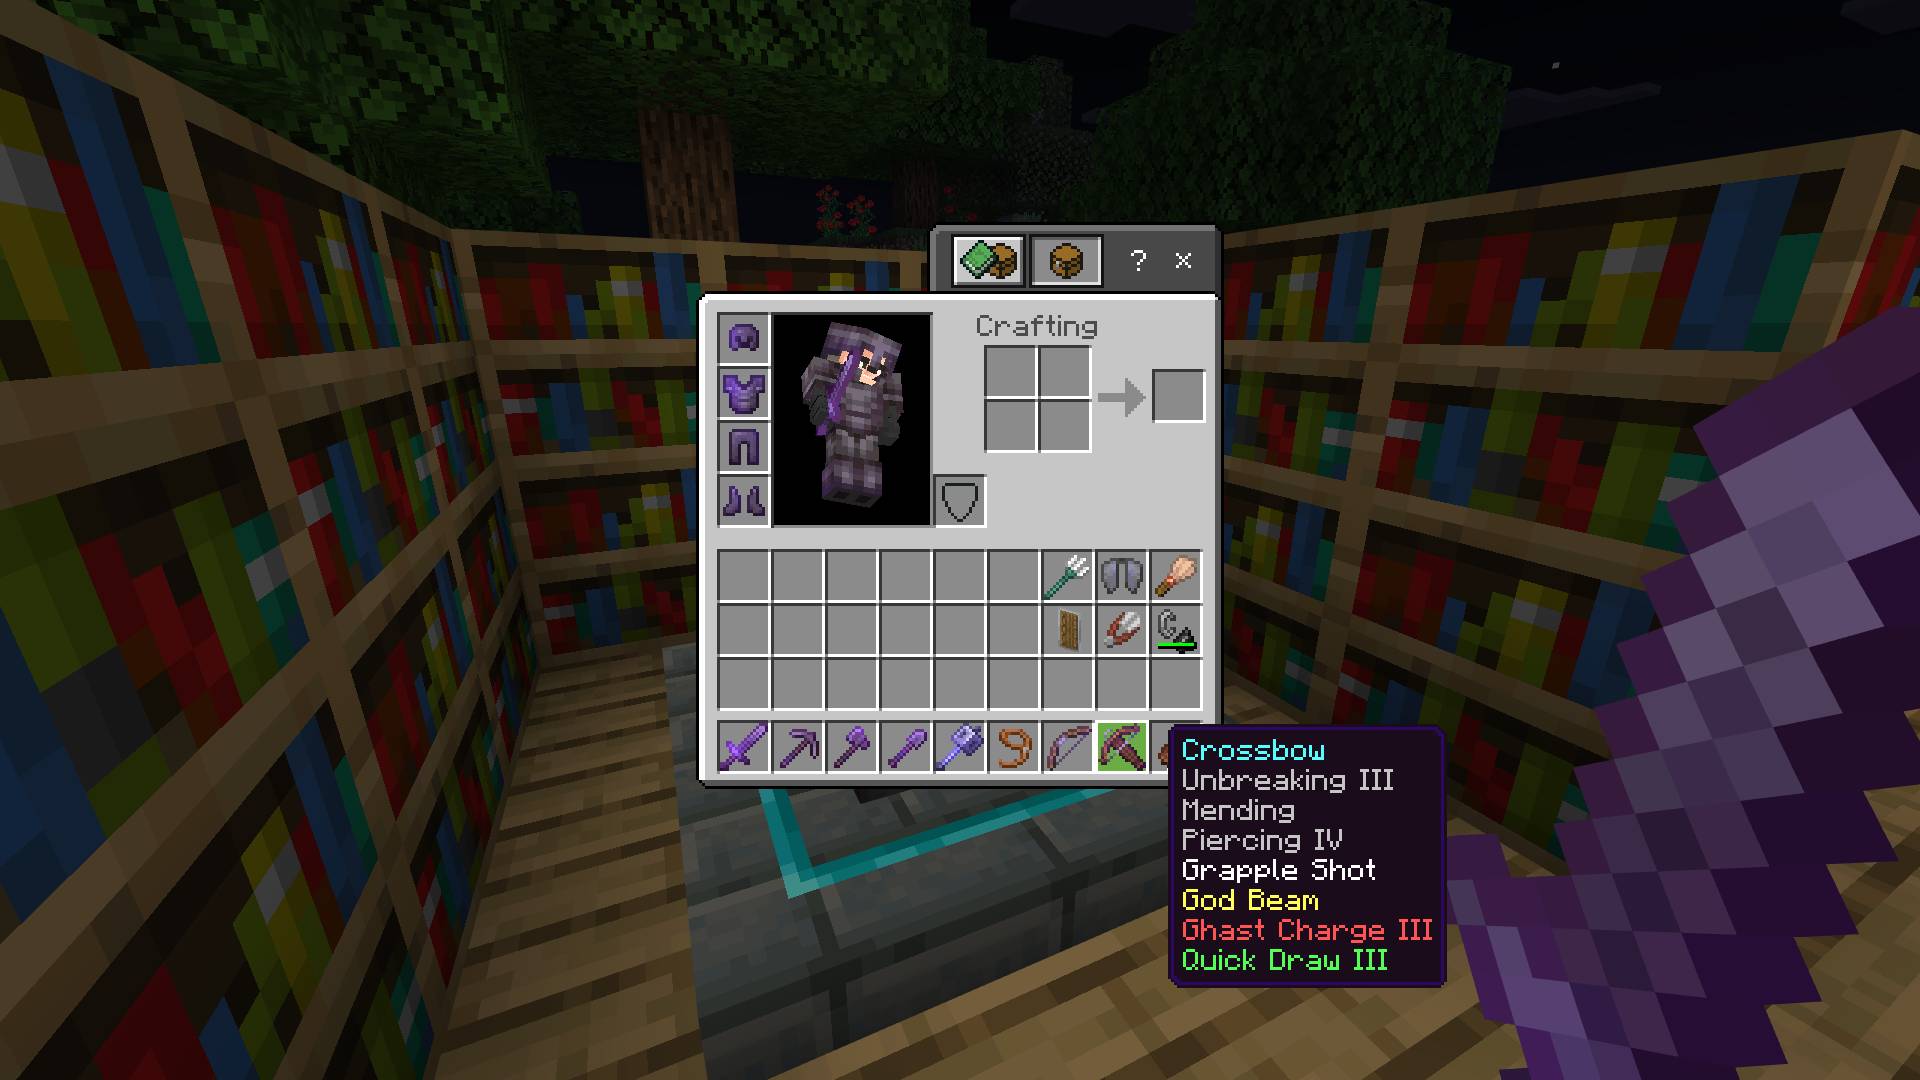 ?
Crafting
Crossbow
Unbreaking III
Mending
Piercing IV
Grapple Shot
God Beam
Ghast Charge III
Quick Draw III